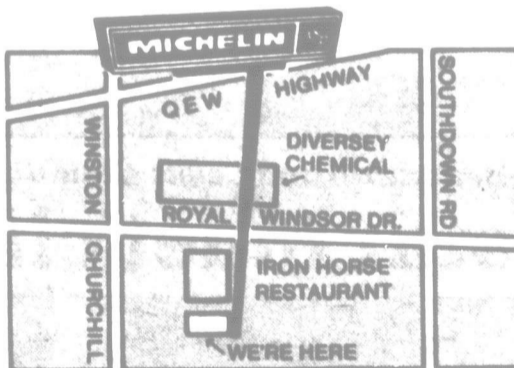 MICHELIN
QEW HIGHWAY
WINSTON
CHURCHILL
SOUTHDOWN RD
DIVERSEY
CHEMICAL
ROYAL WINDSOR DR.
IRON HORSE
RESTAURANT
WE'RE HERE